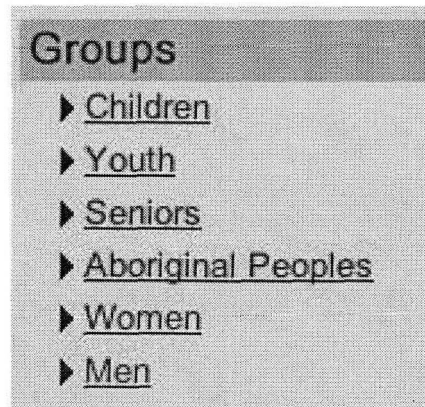 Groups
Children
Youth
Seniors
Aboriginal Peoples
Women
Men